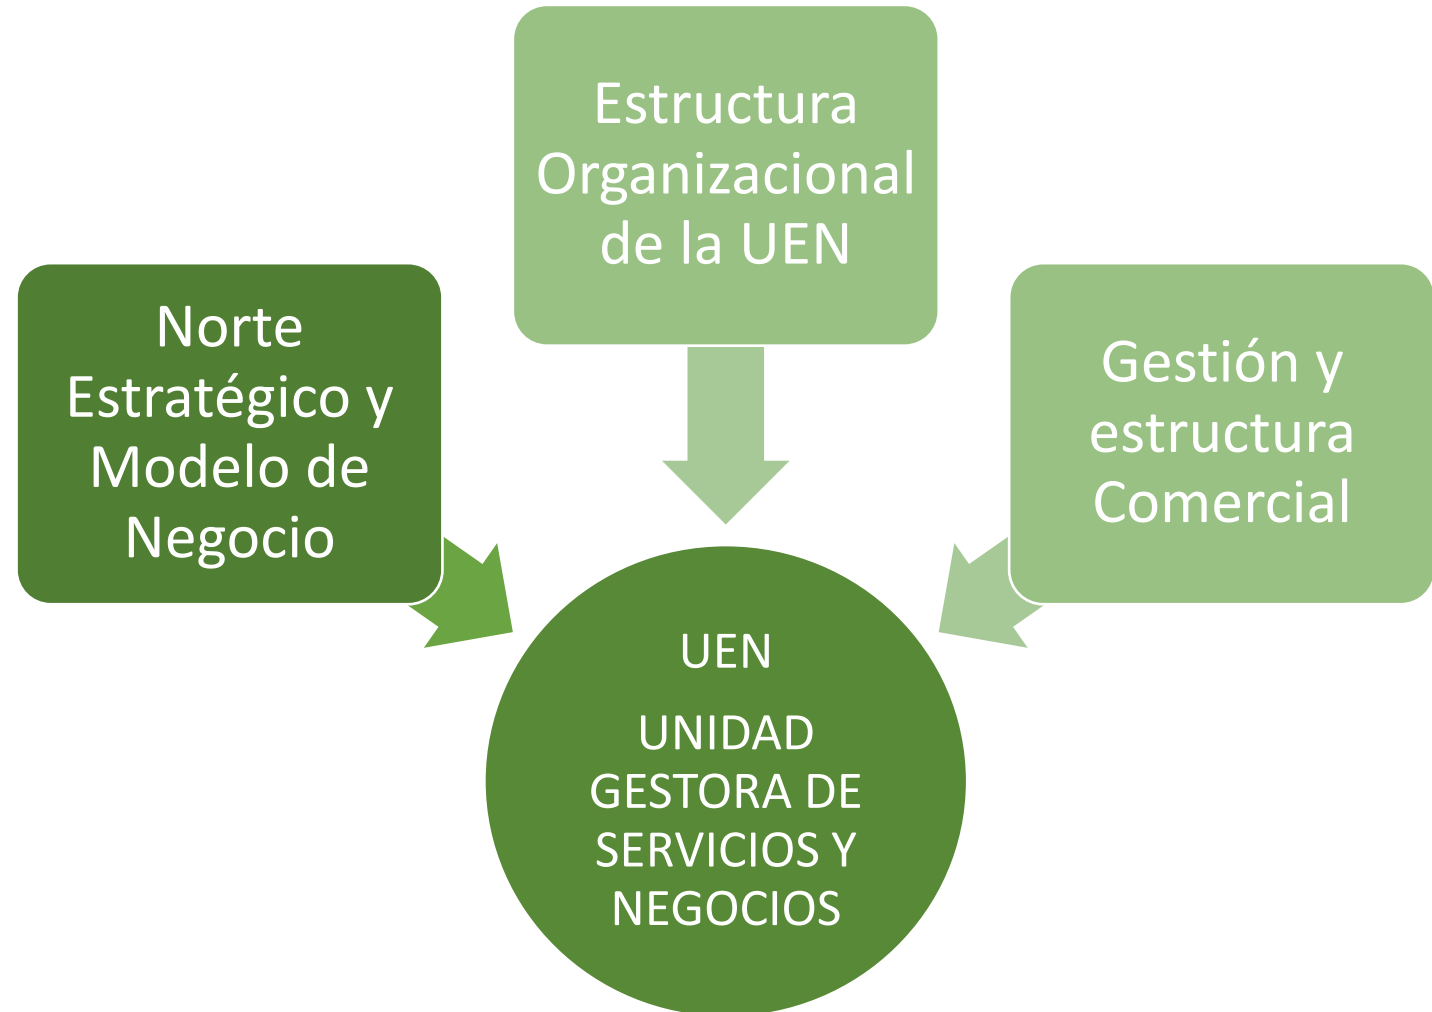 Estructura
Organizacional
de la UEN
Norte
Estratégico y
Modelo de
Negocio
Gestión y
estructura
Comercial
UEN
UNIDAD
GESTORA DE
SERVICIOS Y
NEGOCIOS